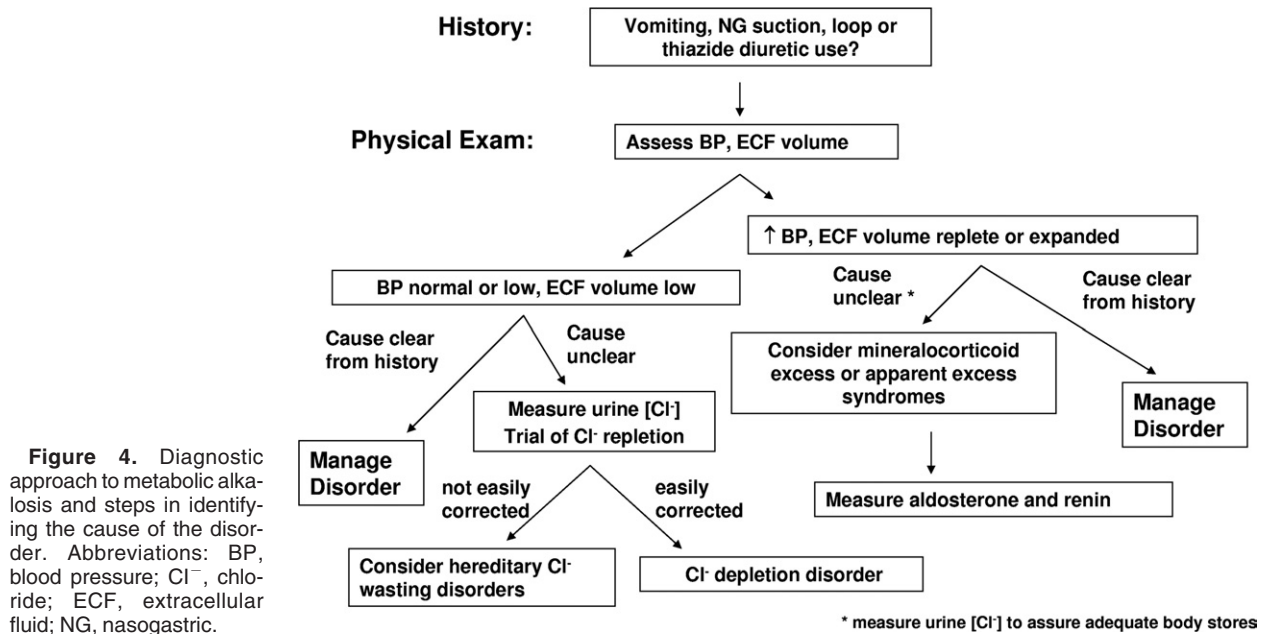 History:
Vomiting, NG suction, loop or
thiazide diuretic use?
Physical Exam:
Assess BP, ECF volume
↑ BP, ECF volume replete or expanded
BP normal or low, ECF volume low
Cause
unclear *
Cause clear
from history
Cause clear
from history
Cause
unclear
Consider mineralocorticoid
excess or apparent excess
syndromes
Manage
Disorder
Measure urine [Cl-]
Trial of Cl- repletion
Manage
Disorder
Measure aldosterone and renin
not easily
corrected
easily
corrected
Consider hereditary Cl-
wasting disorders
Cl- depletion disorder
* measure urine [Cl-] to assure adequate body stores
Figure 4. Diagnostic
approach to metabolic alka-
losis and steps in identify-
ing the cause of the disor-
der. Abbreviations: BP,
blood pressure; Cl−, chlo-
ride; ECF, extracellular
fluid; NG, nasogastric.